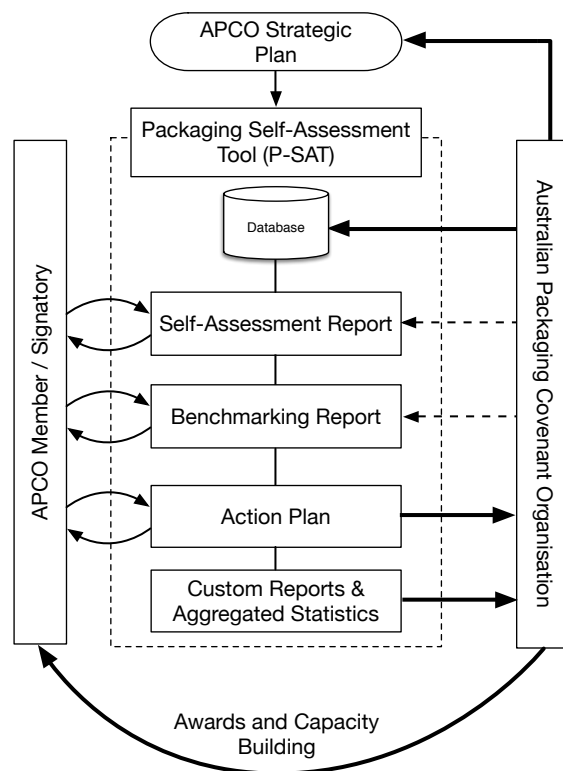 APCO Strategic
Plan
Packaging Self-Assessment
Tool (P-SAT)
Database
Self-Assessment Report
Benchmarking Report
Action Plan
Custom Reports &
Aggregated Statistics
APCO Member / Signatory
Australian Packaging Covenant Organisation
Awards and Capacity
Building